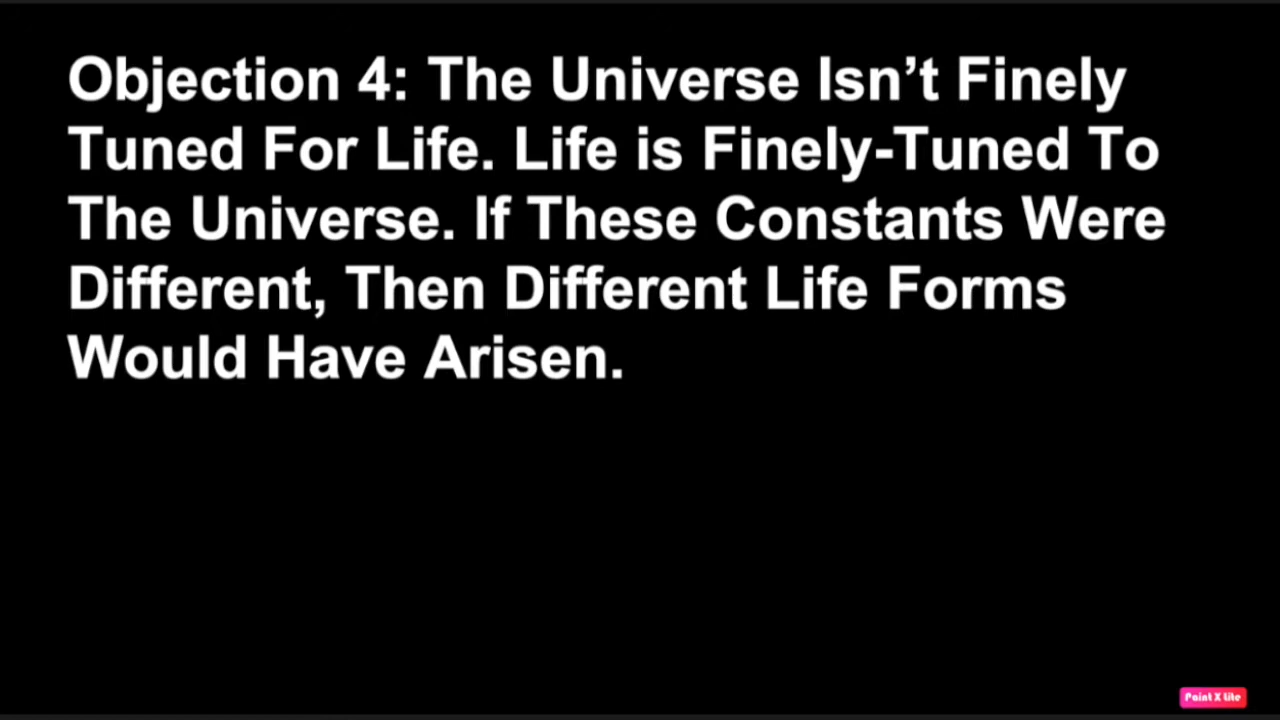 Objection 4: The Universe Isn’t Finely
Tuned For Life. Life is Finely-Tuned To
The Universe. If These Constants Were
Different, Then Different Life Forms
Would Have Arisen.
Paint X Lite